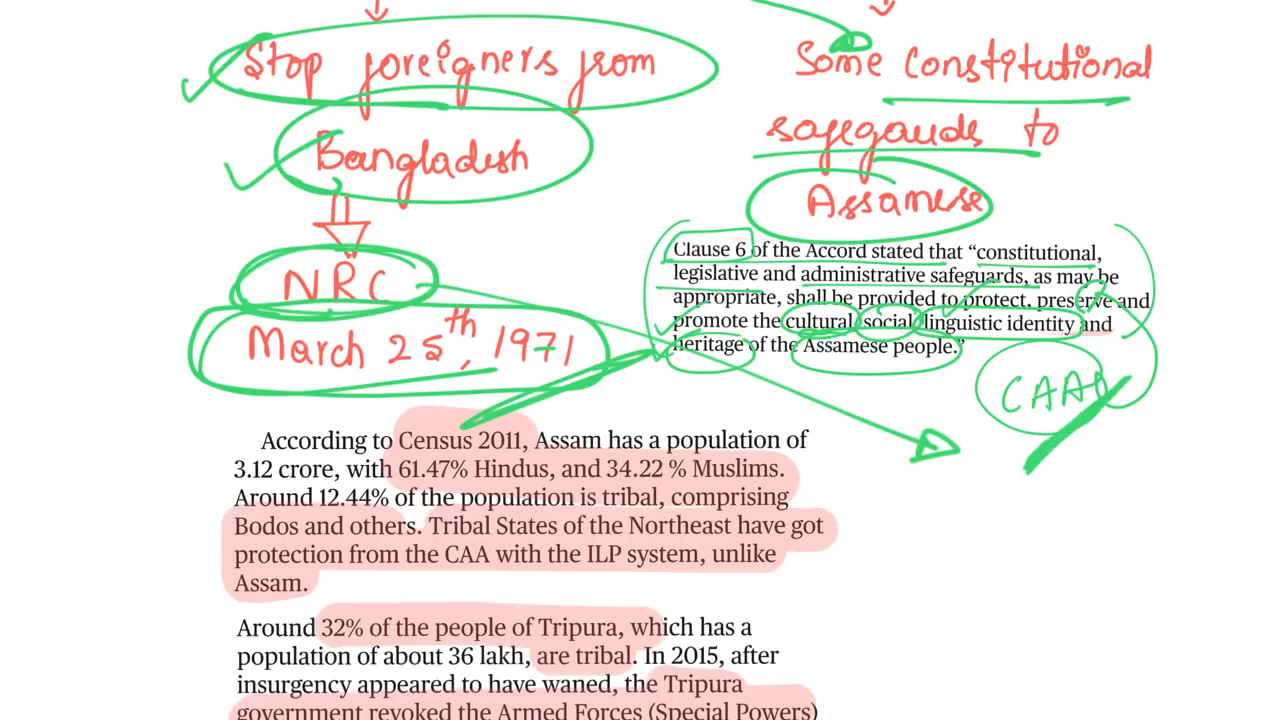 Stop foreigners from
Bangladesh
NRC
March 25th, 1971
Some Constitutional
safegauds to
Assamese
Clause 6 of the Accord stated that “constitutional,
legislative and administrative safeguards, as may be
appropriate, shall be provided to protect, preserve and
promote the cultural social linguistic identity and
heritage of the Assamese people.”
CAA
According to Census 2011, Assam has a population of
3.12 crore, with 61.47% Hindus, and 34.22 % Muslims.
Around 12.44% of the population is tribal, comprising
Bodos and others. Tribal States of the Northeast have got
protection from the CAA with the ILP system, unlike
Assam.
Around 32% of the people of Tripura, which has a
population of about 36 lakh, are tribal. In 2015, after
insurgency appeared to have waned, the Tripura
government revoked the Armed Forces (Special Powers)